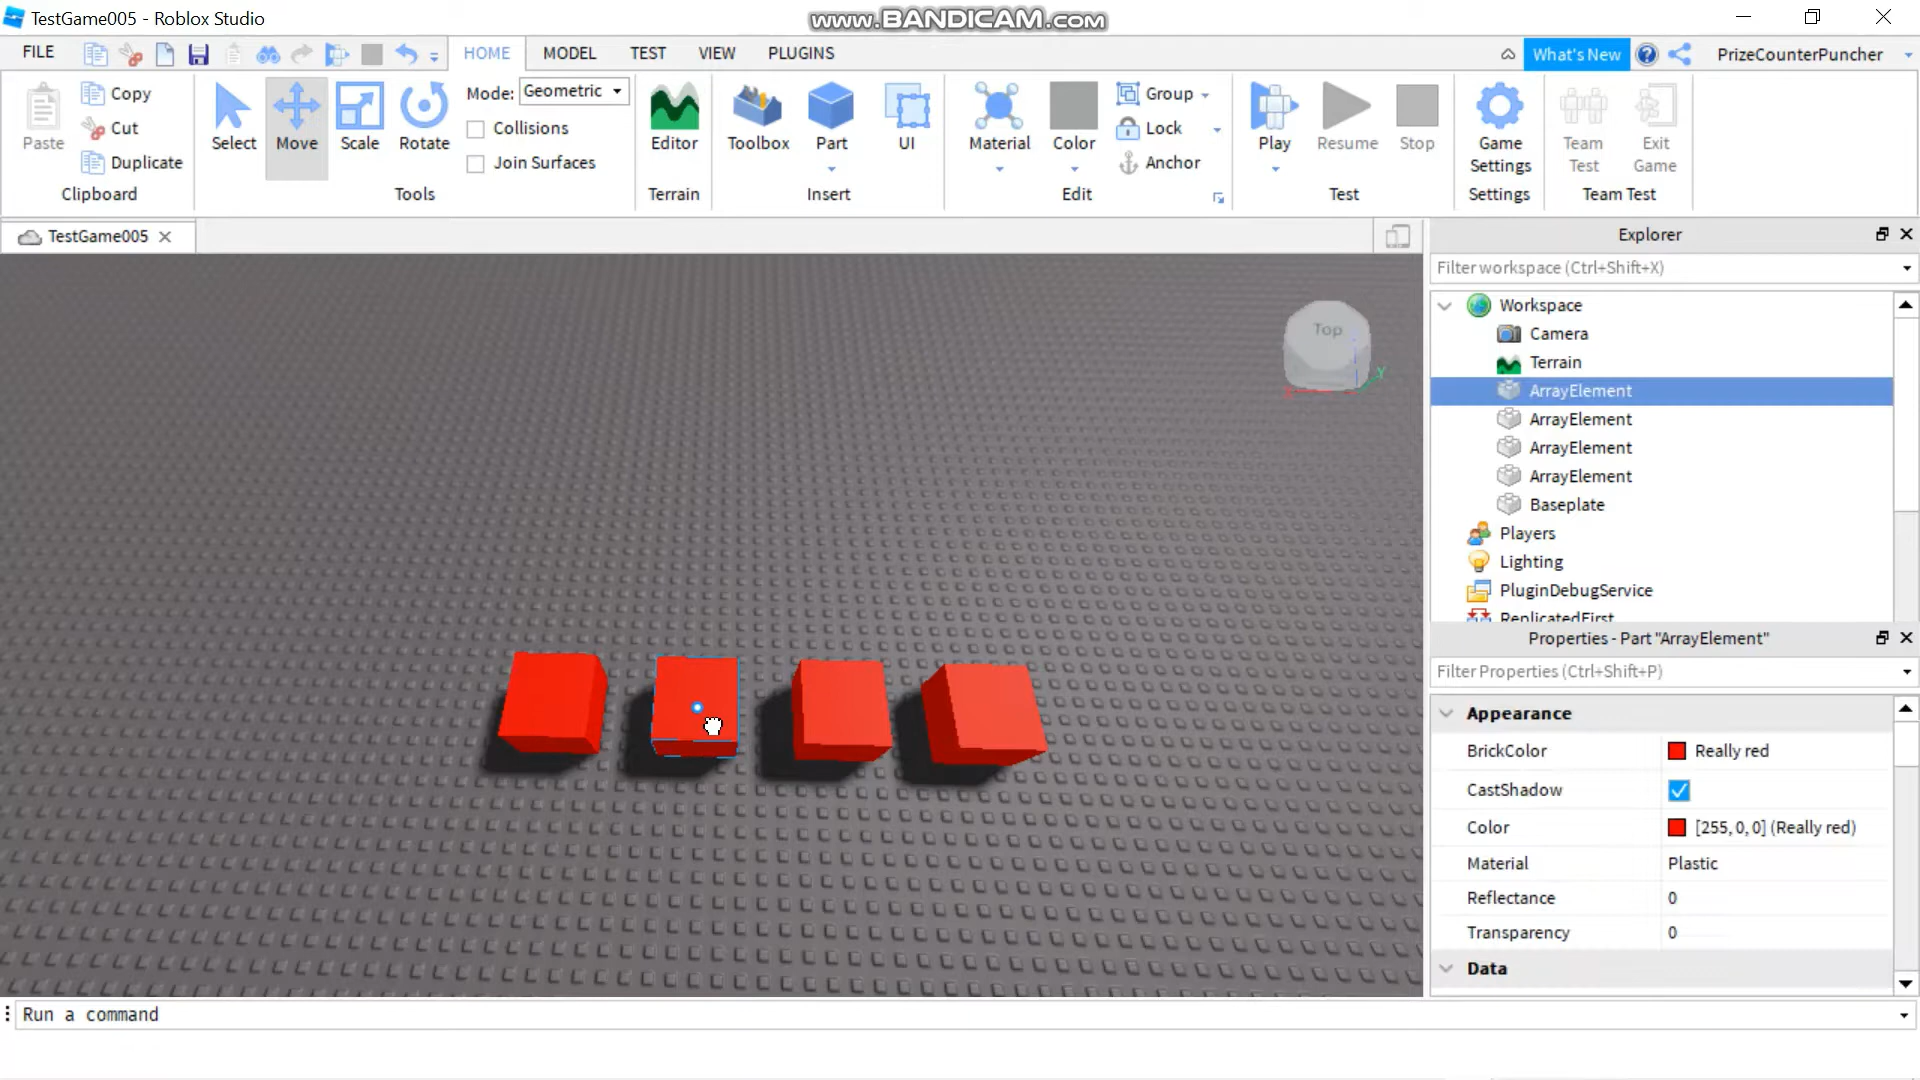 TestGame005 - Roblox Studio
www.BANDICAM.com
FILE
HOME
MODEL
TEST
VIEW
PLUGINS
What's New
PrizeCounterPuncher
Paste
Copy
Cut
Duplicate
Clipboard
Select
Move
Scale
Rotate
Mode: Geometric
Collisions
Join Surfaces
Tools
Editor
Terrain
Toolbox
Part
UI
Insert
Material
Color
Group
Lock
Anchor
Edit
Play
Resume
Stop
Test
Game
Settings
Settings
Team
Test
Exit
Game
Team Test
TestGame005
Top
X
Y
Explorer
Filter workspace (Ctrl+Shift+X)
Workspace
Camera
Terrain
ArrayElement
ArrayElement
ArrayElement
ArrayElement
Baseplate
Players
Lighting
PluginDebugService
ReplicatedFirst
Properties - Part "ArrayElement"
Filter Properties (Ctrl+Shift+P)
Appearance
BrickColor Really red
CastShadow
Color [255, 0, 0] (Really red)
Material Plastic
Reflectance 0
Transparency 0
Data
Run a command